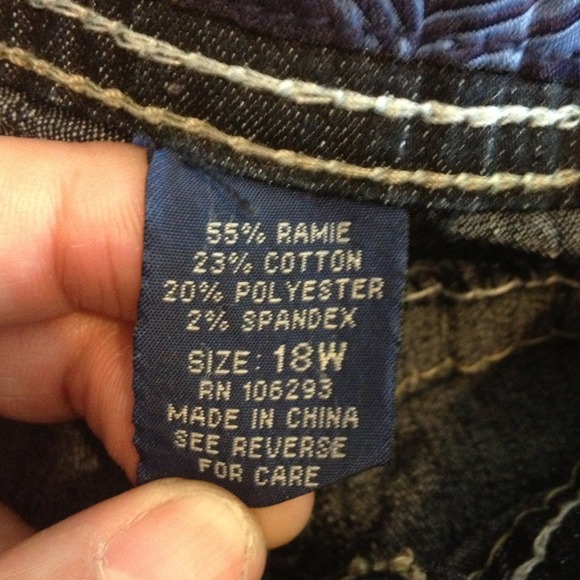 55% RAMIE
23% COTTON
20% POLYESTER
2% SPANDEX
SIZE: 18W
RN 106293
MADE IN CHINA
SEE REVERSE
FOR CARE